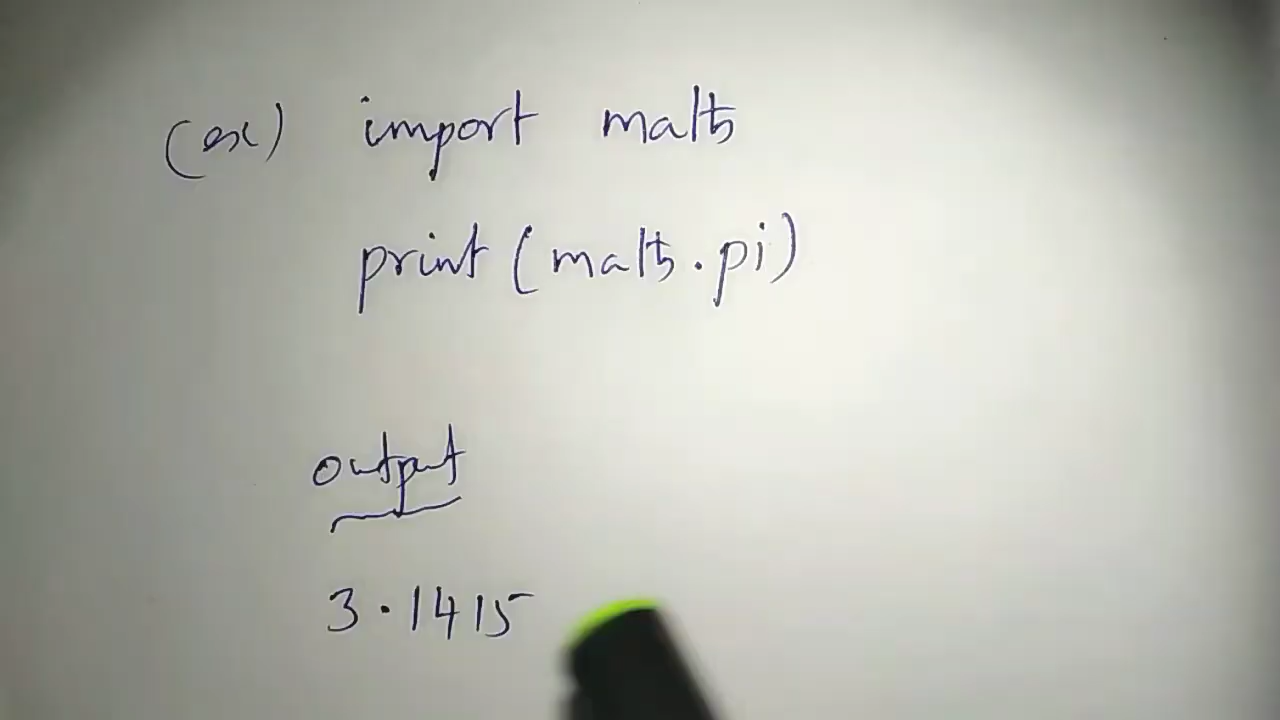 (ex) import math
print (math.pi)
output
3.1415